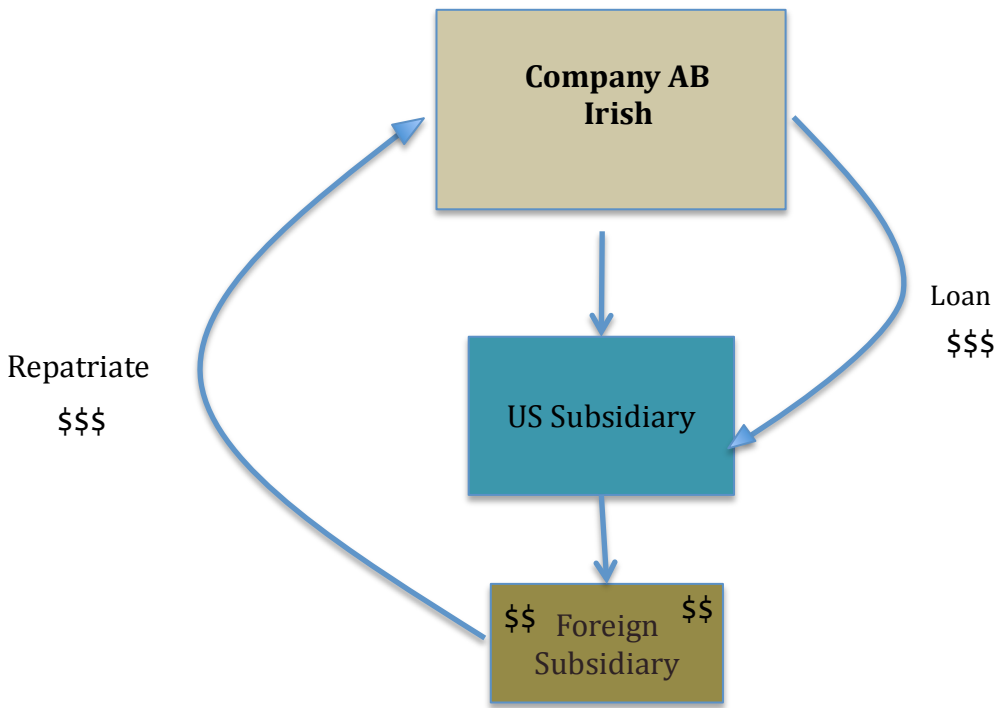 Company AB
Irish
Loan
$$$
Repatriate
$$$
US Subsidiary
$$ Foreign $$
Subsidiary